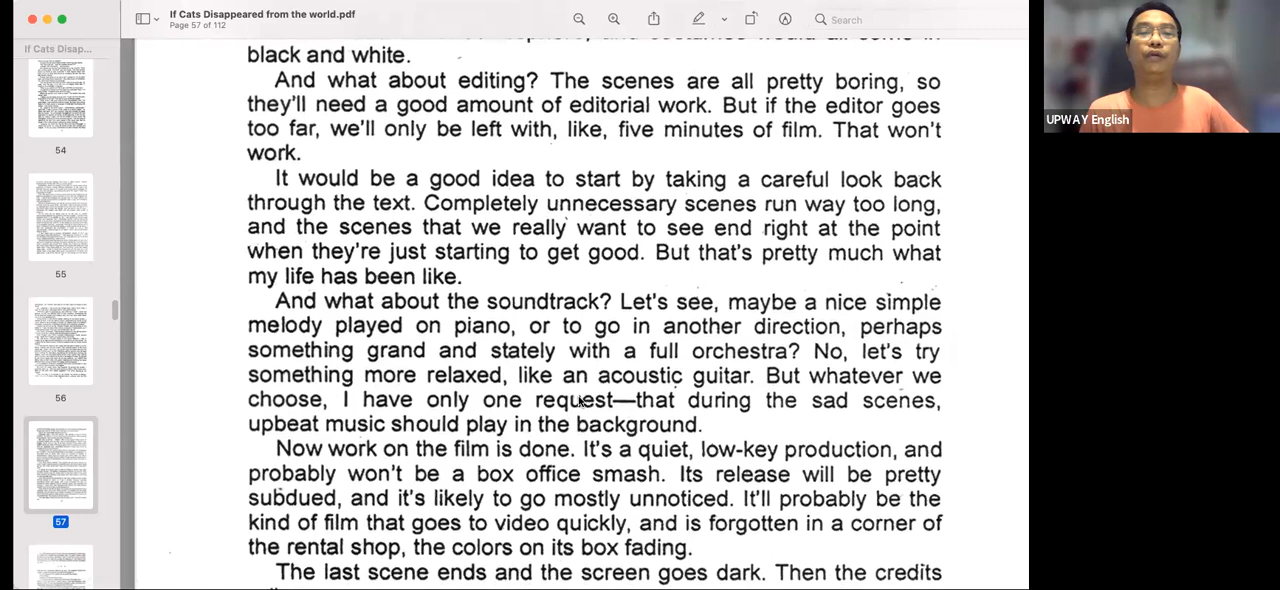 If Cats Disappeared from the world.pdf
Page 57 of 112
Search
If Cats Disap...
54
55
56
57
UPWAY English
black and white.
And what about editing? The scenes are all pretty boring, so
they'll need a good amount of editorial work. But if the editor goes
too far, we'll only be left with, like, five minutes of film. That won't
work.
It would be a good idea to start by taking a careful look back
through the text. Completely unnecessary scenes run way too long,
and the scenes that we really want to see end right at the point
when they're just starting to get good. But that's pretty much what
my life has been like.
And what about the soundtrack? Let's see, maybe a nice simple
melody played on piano, or to go in another direction, perhaps
something grand and stately with a full orchestra? No, let's try
something more relaxed, like an acoustic guitar. But whatever we
choose, I have only one request—that during the sad scenes,
upbeat music should play in the background.
Now work on the film is done. It's a quiet, low-key production, and
probably won't be a box office smash. Its release will be pretty
subdued, and it's likely to go mostly unnoticed. It'll probably be the
kind of film that goes to video quickly, and is forgotten in a corner of
the rental shop, the colors on its box fading.
The last scene ends and the screen goes dark. Then the credits